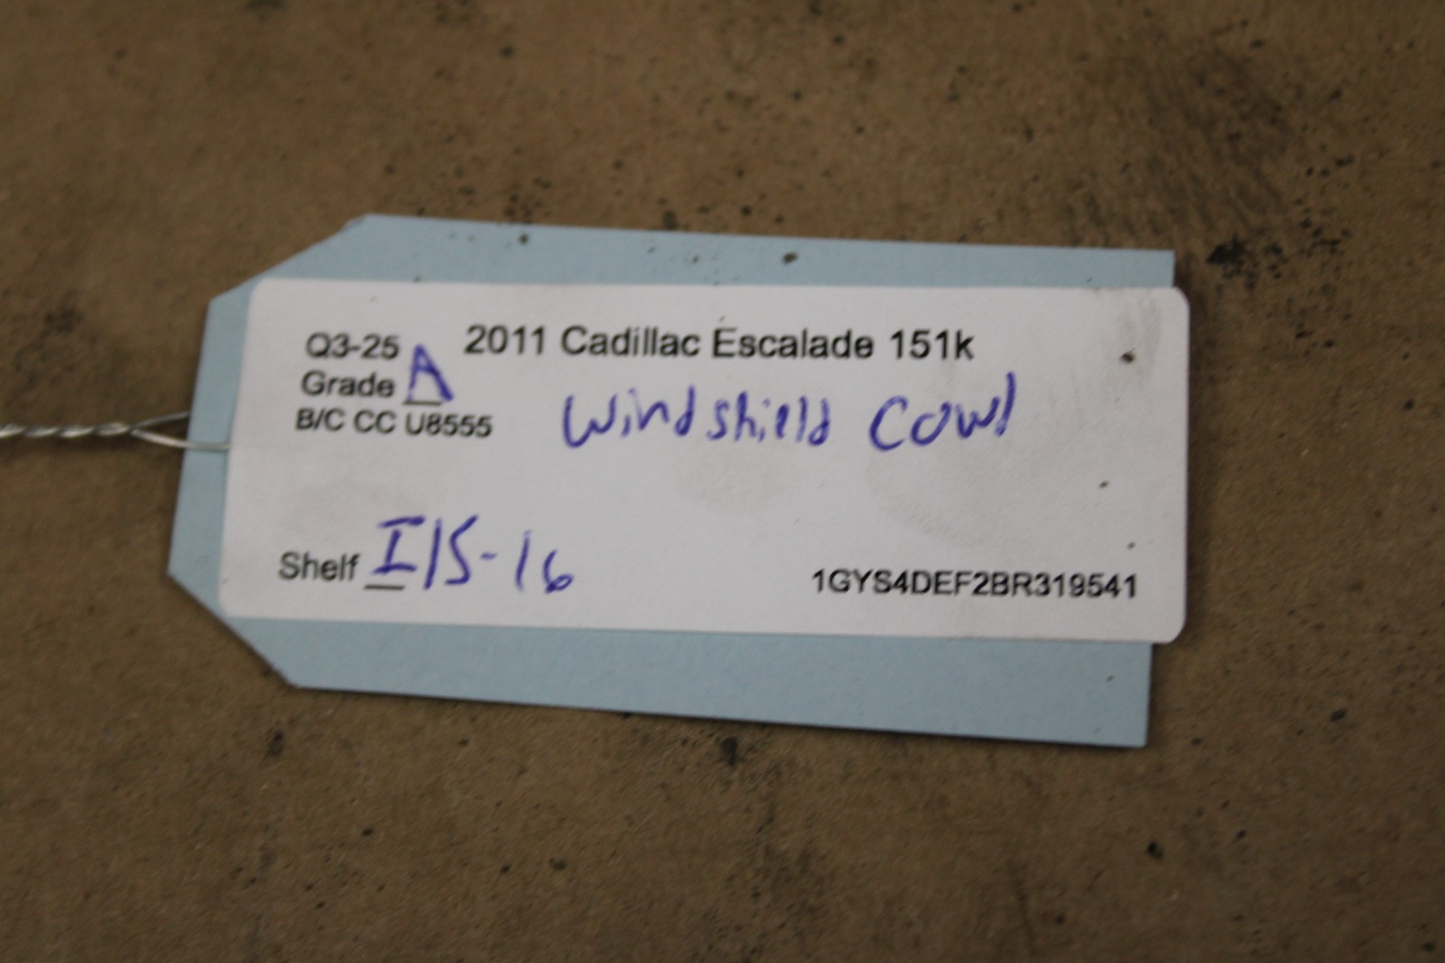 Q3-25 2011 Cadillac Escalade 151k
Grade A
B/C CC U8555 Windshield Cowl
Shelf I15-16
1GYS4DEF2BR319541